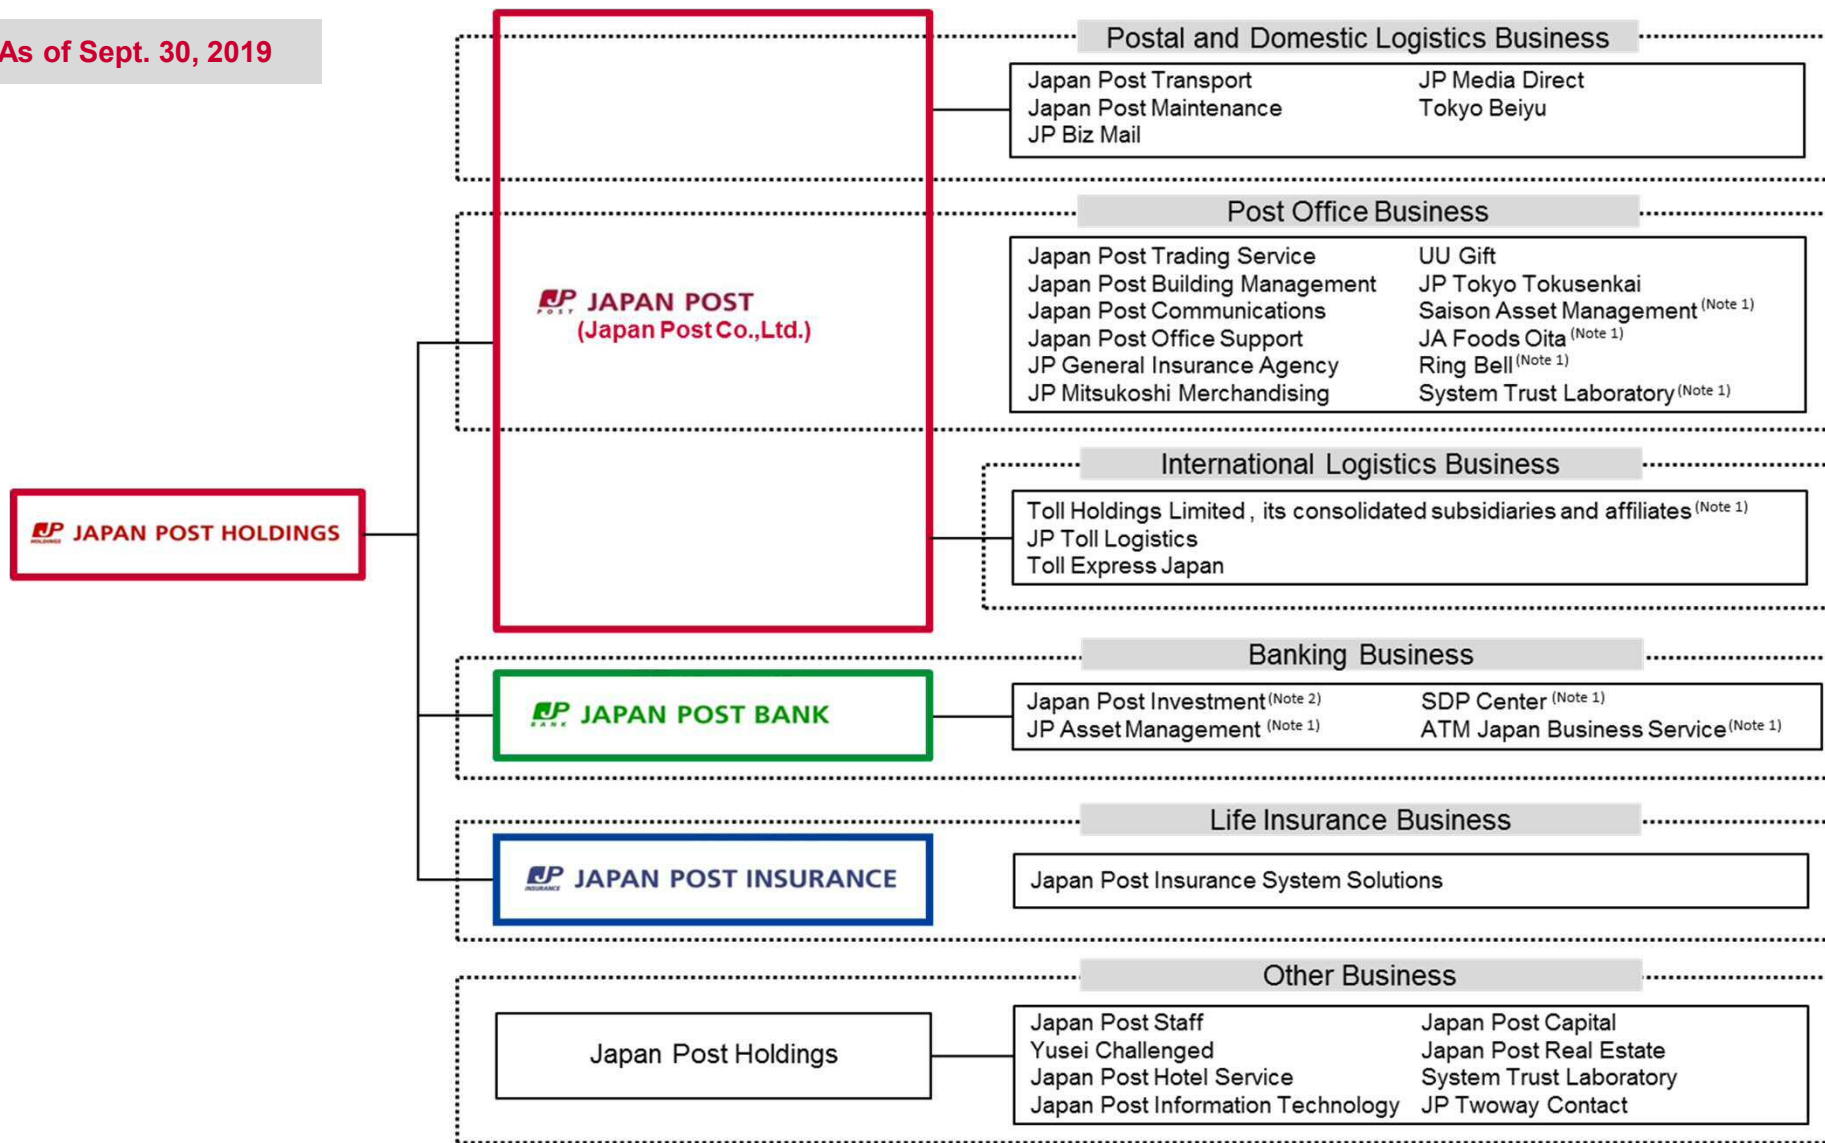 As of Sept. 30, 2019
Postal and Domestic Logistics Business
Japan Post Transport
Japan Post Maintenance
JP Biz Mail
JP Media Direct
Tokyo Beiyu
Post Office Business
JP POST JAPAN POST
(Japan Post Co.,Ltd.)
Japan Post Trading Service
Japan Post Building Management
Japan Post Communications
Japan Post Office Support
JP General Insurance Agency
JP Mitsukoshi Merchandising
UU Gift
JP Tokyo Tokusenkai
Saison Asset Management (Note 1)
JA Foods Oita (Note 1)
Ring Bell (Note 1)
System Trust Laboratory (Note 1)
International Logistics Business
Toll Holdings Limited , its consolidated subsidiaries and affiliates (Note 1)
JP Toll Logistics
Toll Express Japan
JP HOLDINGS JAPAN POST HOLDINGS
Banking Business
JP BANK JAPAN POST BANK
Japan Post Investment (Note 2)
JP Asset Management (Note 1)
SDP Center (Note 1)
ATM Japan Business Service (Note 1)
Life Insurance Business
JP INSURANCE JAPAN POST INSURANCE
Japan Post Insurance System Solutions
Other Business
Japan Post Holdings
Japan Post Staff
Yusei Challenged
Japan Post Hotel Service
Japan Post Information Technology
Japan Post Capital
Japan Post Real Estate
System Trust Laboratory
JP Twoway Contact